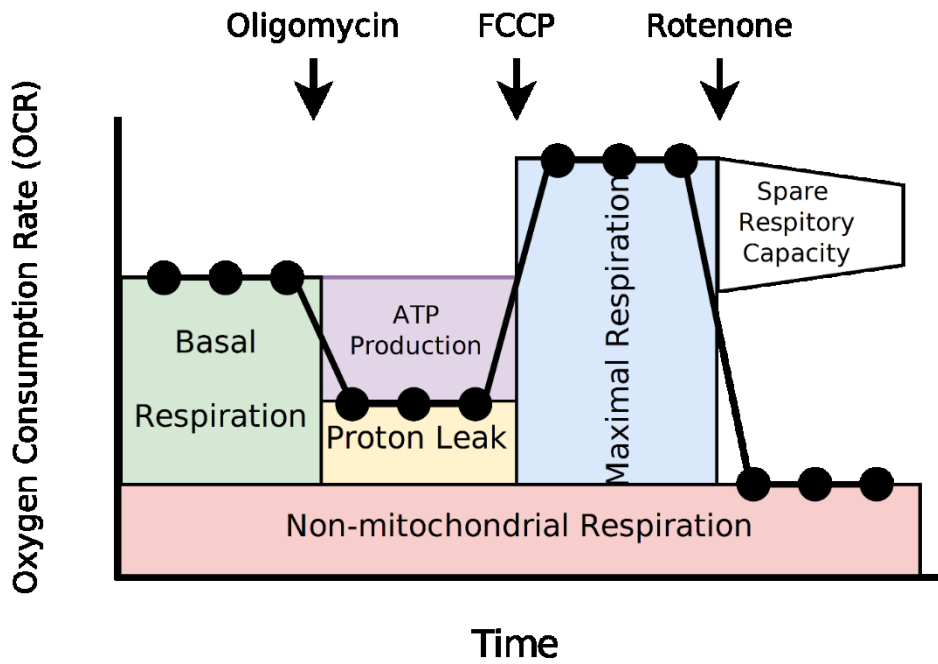 Oligomycin FCCP Rotenone
Oxygen Consumption Rate (OCR)
Basal
Respiration
ATP
Production
Proton Leak
Maximal Respiration
Spare
Respitory
Capacity
Non-mitochondrial Respiration
Time